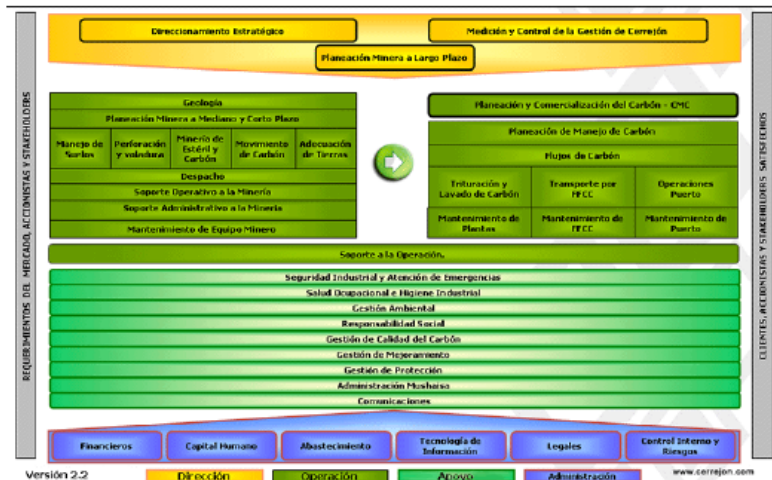 Direccionamiento Estratégico
Medición y Control de la Gestión de Cerrejón
Planeación Minera a Largo Plazo
REQUERIMIENTOS DEL MERCADO, ACCIONISTAS Y STAKEHOLDERS
Geología
Planeación Minera a Mediano y Corto Plazo
Manejo de
Suelos
Perforación
y voladura
Minería de
Estéril y
Carbón
Movimiento
de Carbón
Adecuación
de Tierras
Despacho
Soporte Operativo a la Minería
Soporte Administrativo a la Minería
Mantenimiento de Equipo Minero
Planeación y Comercialización del Carbón - CMC
Planeación de Manejo de Carbón
Flujos de Carbón
Trituración y
Lavado de Carbón
Transporte por
FFCC
Operaciones
Puerto
Mantenimiento de
Plantas
Mantenimiento de
FFCC
Mantenimiento de
Puerto
CLIENTES, ACCIONISTAS Y STAKEHOLDERS SATISFECHOS
Soporte a la Operación.
Seguridad Industrial y Atención de Emergencias
Salud Ocupacional e Higiene Industrial
Gestión Ambiental
Responsabilidad Social
Gestión de Calidad del Carbón
Gestión de Mejoramiento
Gestión de Protección
Administración Mushaisa
Comunicaciones
Financieros
Capital Humano
Abastecimiento
Tecnología de
Información
Legales
Control Interno y
Riesgos
Versión 2.2
Dirección
Operación
Apoyo
Administración
www.cerrejon.com